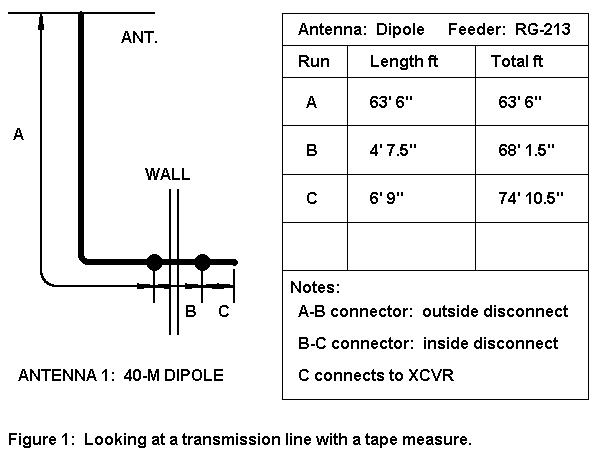 ANT.
A
WALL
B
C
ANTENNA 1: 40-M DIPOLE
Antenna: Dipole Feeder: RG-213
Run Length ft Total ft
A 63' 6" 63' 6"
B 4' 7.5" 68' 1.5"
C 6' 9" 74' 10.5"
Notes:
A-B connector: outside disconnect
B-C connector: inside disconnect
C connects to XCVR
Figure 1: Looking at a transmission line with a tape measure.